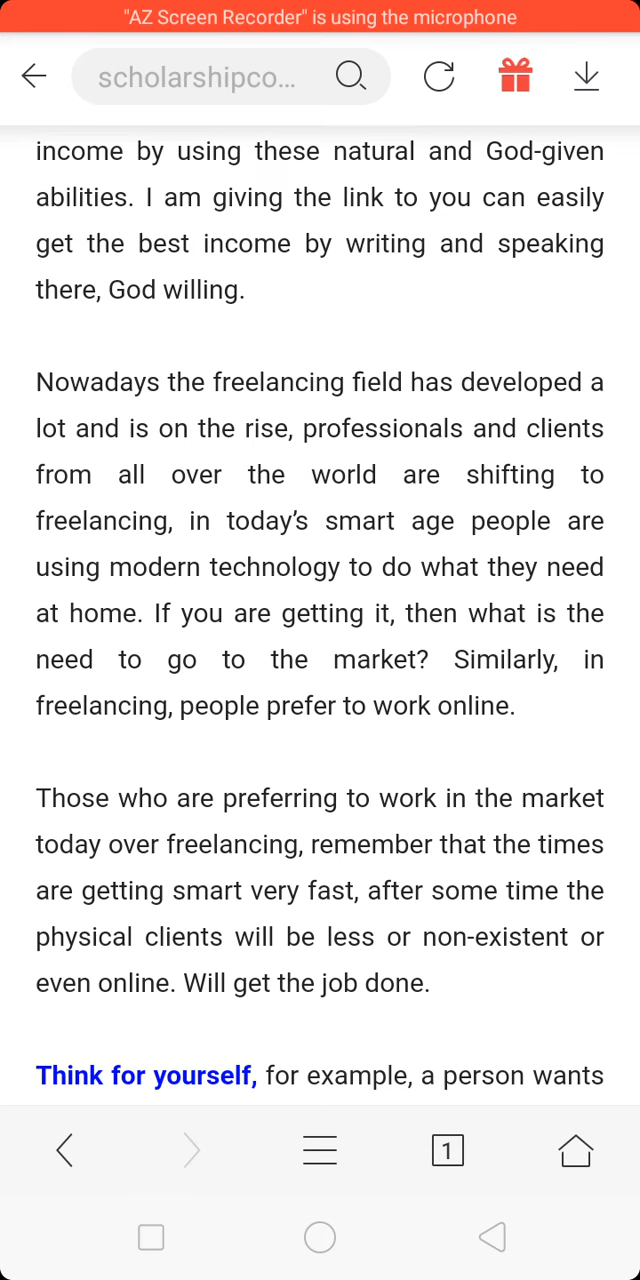 "AZ Screen Recorder" is using the microphone
scholarshipco...
income by using these natural and God-given
abilities. I am giving the link to you can easily
get the best income by writing and speaking
there, God willing.
Nowadays the freelancing field has developed a
lot and is on the rise, professionals and clients
from all over the world are shifting to
freelancing, in today’s smart age people are
using modern technology to do what they need
at home. If you are getting it, then what is the
need to go to the market? Similarly, in
freelancing, people prefer to work online.
Those who are preferring to work in the market
today over freelancing, remember that the times
are getting smart very fast, after some time the
physical clients will be less or non-existent or
even online. Will get the job done.
Think for yourself, for example, a person wants
1